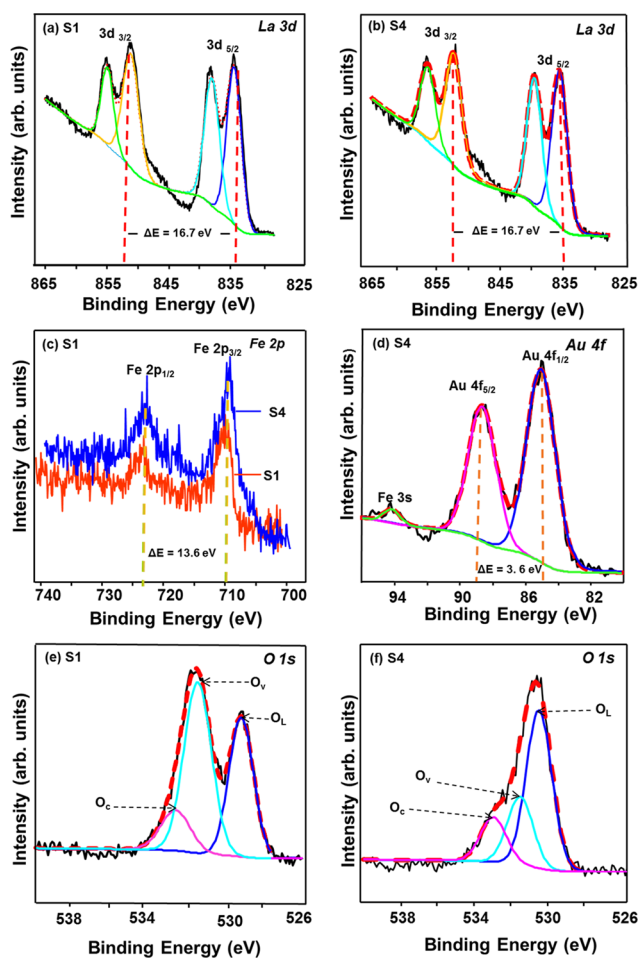 (a) S1
La 3d
3d 3/2
3d 5/2
ΔE = 16.7 eV
Intensity (arb. units)
865 855 845 835 825
Binding Energy (eV)
(b) S4
La 3d
3d 3/2
3d 5/2
ΔE = 16.7 eV
Intensity (arb. units)
865 855 845 835 825
Binding Energy (eV)
(c) S1
Fe 2p
Fe 2p3/2
Fe 2p1/2
S4
S1
ΔE = 13.6 eV
Intensity (arb. units)
740 730 720 710 700
Binding Energy (eV)
(d) S4
Au 4f
Au 4f1/2
Au 4f5/2
Fe 3s
ΔE = 3. 6 eV
Intensity (arb. units)
94 90 86 82
Binding Energy (eV)
(e) S1
O 1s
Ov
OL
Oc
Intensity (arb. units)
538 534 530 526
Binding Energy (eV)
(f) S4
O 1s
OL
Ov
Oc
Intensity (arb. units)
538 534 530 526
Binding Energy (eV)